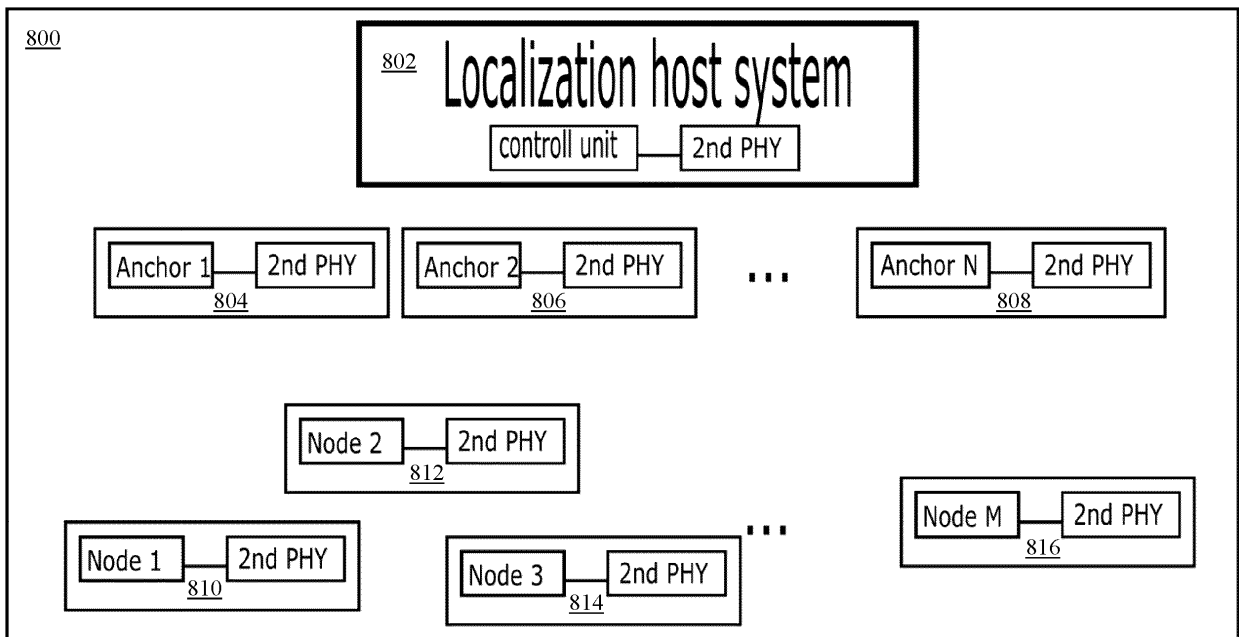 800
802
Localization host system
controll unit
2nd PHY
Anchor 1
2nd PHY
804
Anchor 2
2nd PHY
806
...
Anchor N
2nd PHY
808
Node 2
2nd PHY
812
Node 1
2nd PHY
810
Node 3
2nd PHY
814
...
Node M
2nd PHY
816